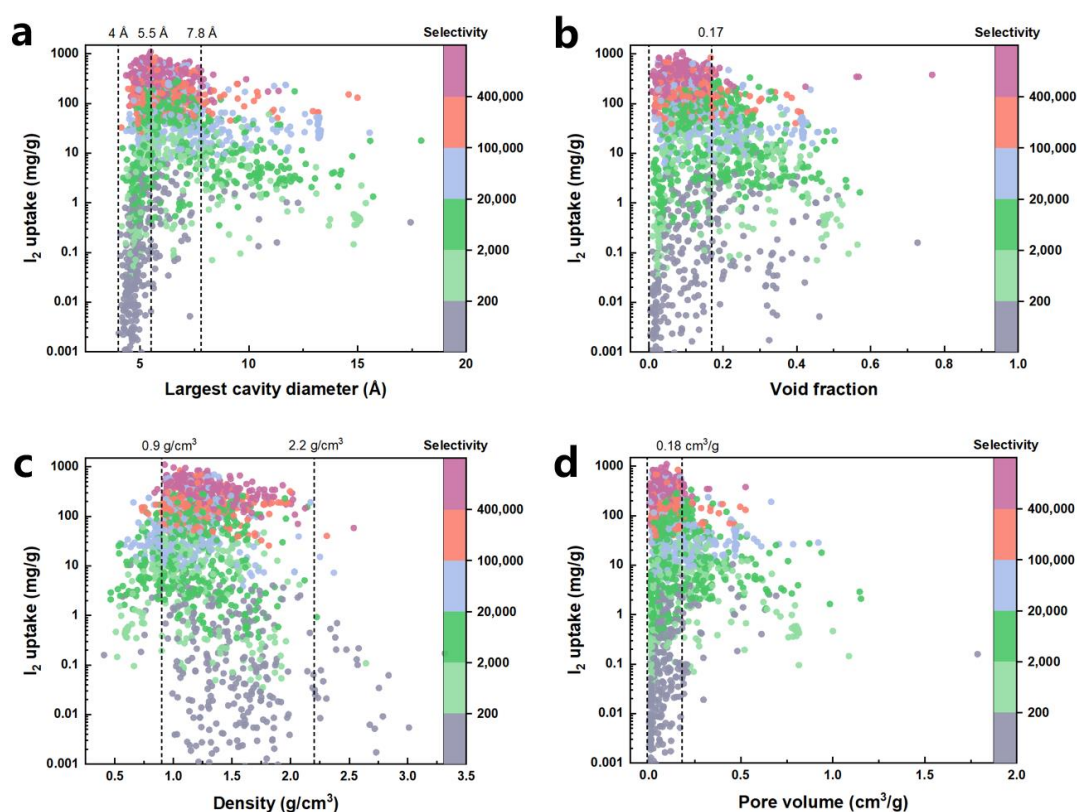 a
4 Å 5.5 Å 7.8 Å Selectivity
I₂ uptake (mg/g)
1000
100
10
1
0.1
0.01
0.001
400,000
100,000
20,000
2,000
200
5 10 15 20
Largest cavity diameter (Å)
b
0.17 Selectivity
I₂ uptake (mg/g)
1000
100
10
1
0.1
0.01
0.001
400,000
100,000
20,000
2,000
200
0.0 0.2 0.4 0.6 0.8 1.0
Void fraction
c
0.9 g/cm³ 2.2 g/cm³ Selectivity
I₂ uptake (mg/g)
1000
100
10
1
0.1
0.01
0.001
400,000
100,000
20,000
2,000
200
0.5 1.0 1.5 2.0 2.5 3.0 3.5
Density (g/cm³)
d
0.18 cm³/g Selectivity
I₂ uptake (mg/g)
1000
100
10
1
0.1
0.01
0.001
400,000
100,000
20,000
2,000
200
0.0 0.5 1.0 1.5 2.0
Pore volume (cm³/g)